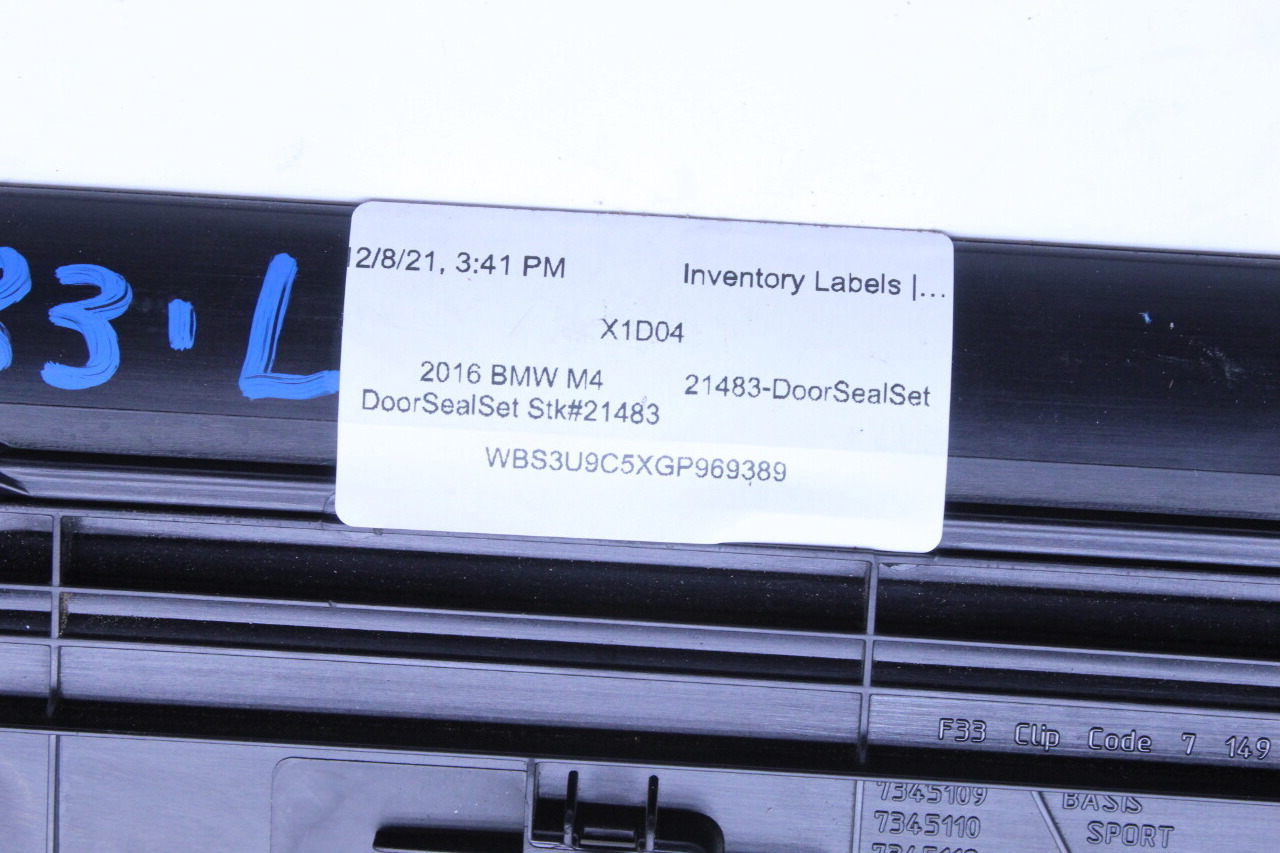 12/8/21, 3:41 PM Inventory Labels |...
X1D04
2016 BMW M4 21483-DoorSealSet
DoorSealSet Stk#21483
WBS3U9C5XGP969389
83·L
F33 Clip Code 7 149
7345109 BASIS
7345110 SPORT